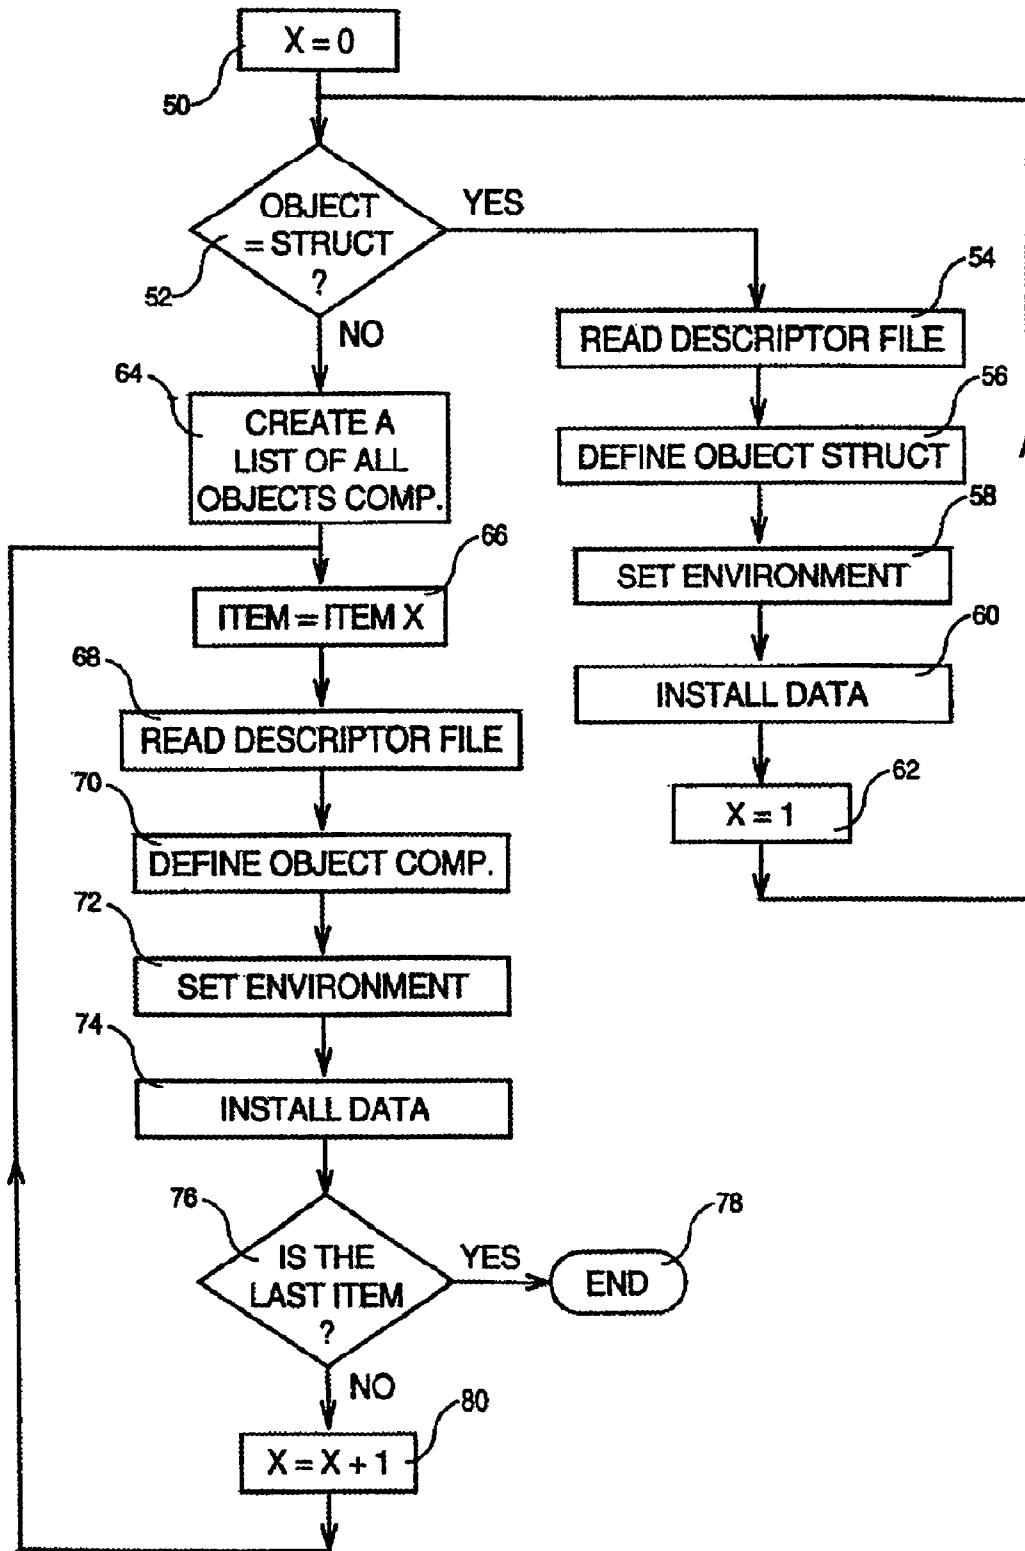 X = 0
50
OBJECT
= STRUCT
?
52
YES
NO
54
READ DESCRIPTOR FILE
56
DEFINE OBJECT STRUCT
58
SET ENVIRONMENT
60
INSTALL DATA
62
X = 1
64
CREATE A
LIST OF ALL
OBJECTS COMP.
66
ITEM = ITEM X
68
READ DESCRIPTOR FILE
70
DEFINE OBJECT COMP.
72
SET ENVIRONMENT
74
INSTALL DATA
76
IS THE
LAST ITEM
?
YES
78
END
NO
80
X = X + 1